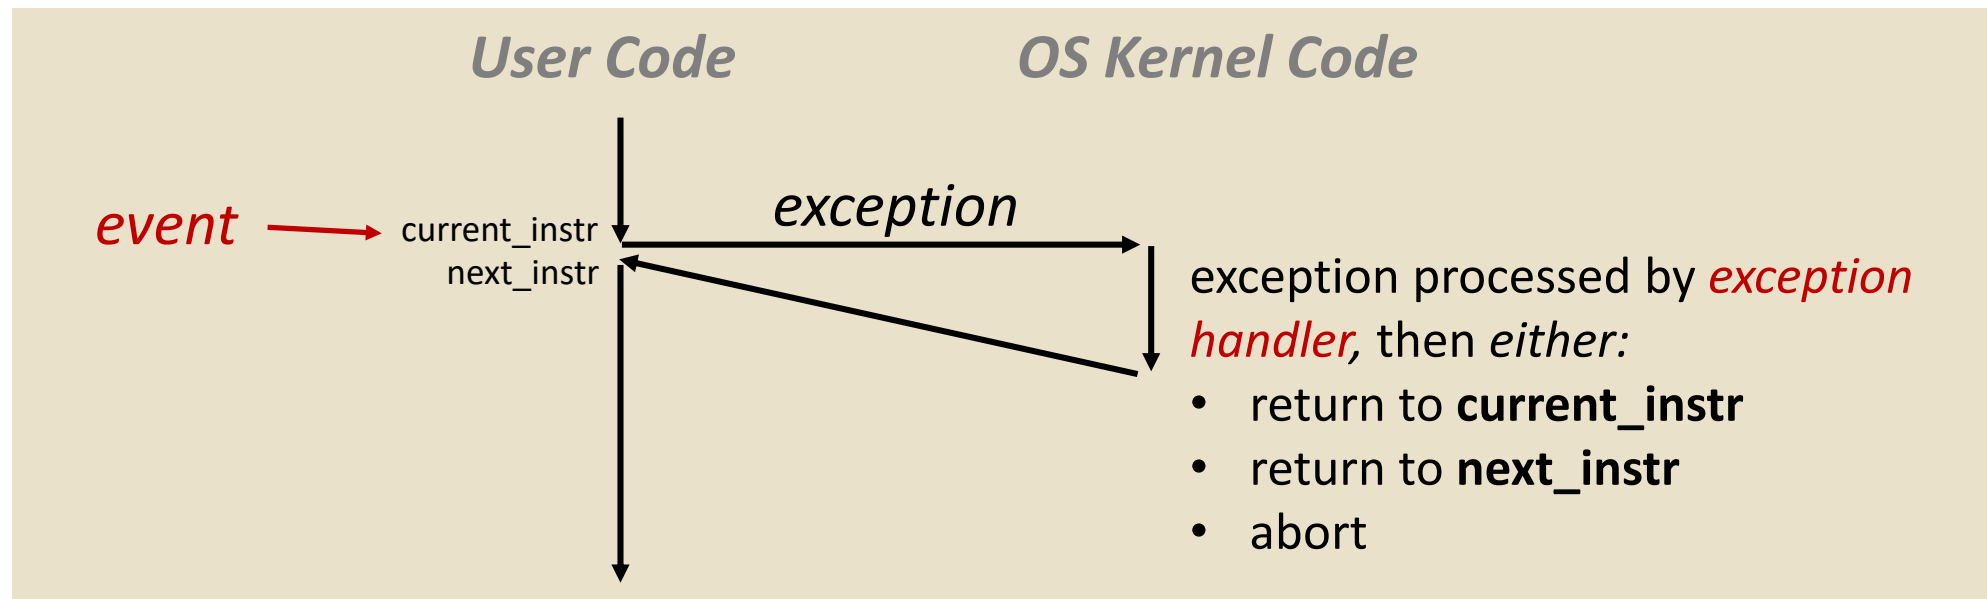 User Code
OS Kernel Code
event
current_instr
next_instr
exception
exception processed by exception
handler, then either:
• return to current_instr
• return to next_instr
• abort